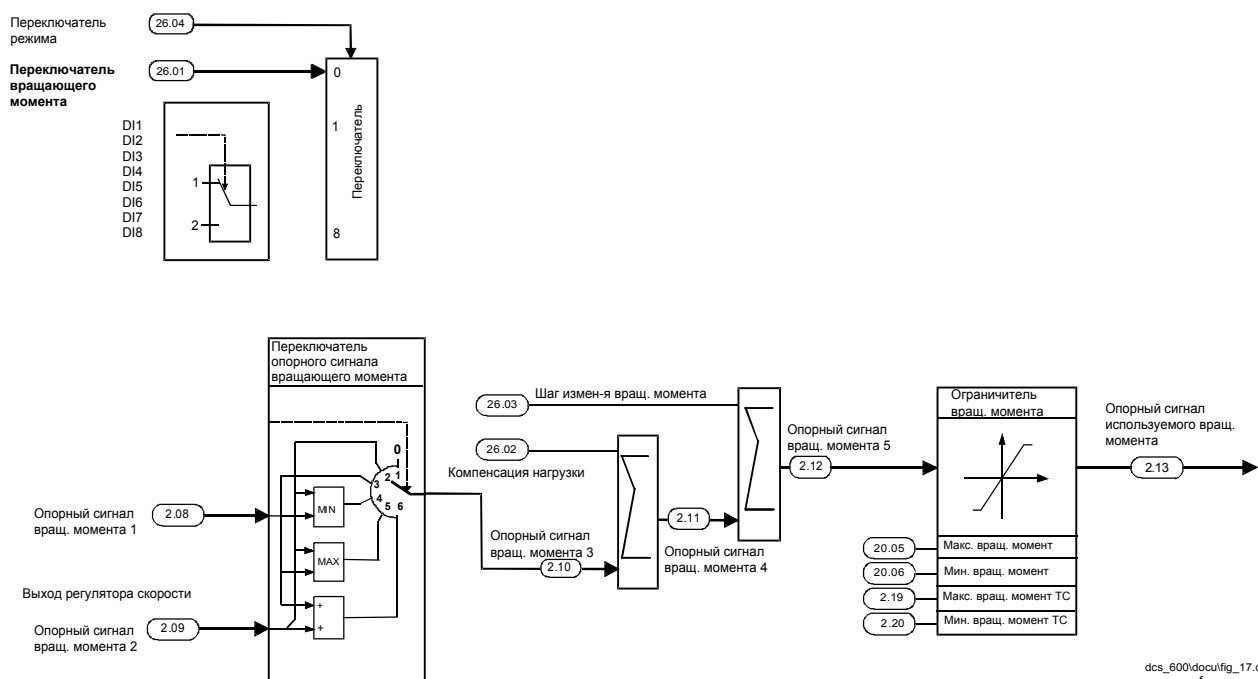 Переключатель
режима
26.04
Переключатель
вращающего
момента
26.01
0
1
8
Переключатель
DI1
DI2
DI3
DI4
DI5
DI6
DI7
DI8
1
2
Переключатель
опорного сигнала
вращающего момента
0
1
2
3
4
5
6
MIN
MAX
+
+
Опорный сигнал
вращ. момента 1
2.08
Выход регулятора скорости
Опорный сигнал
вращ. момента 2
2.09
26.03
Шаг измен-я вращ. момента
26.02
Компенсация нагрузки
Опорный сигнал
вращ. момента 3
2.10
2.11
Опорный сигнал
вращ. момента 4
Опорный сигнал
вращ. момента 5
2.12
Ограничитель
вращ. момента
20.05
Макс. вращ. момент
20.06
Мин. вращ. момент
2.19
Макс. вращ. момент TC
2.20
Мин. вращ. момент TC
Опорный сигнал
используемого вращ.
момента
2.13
dcs_600\docu\fig_17.d